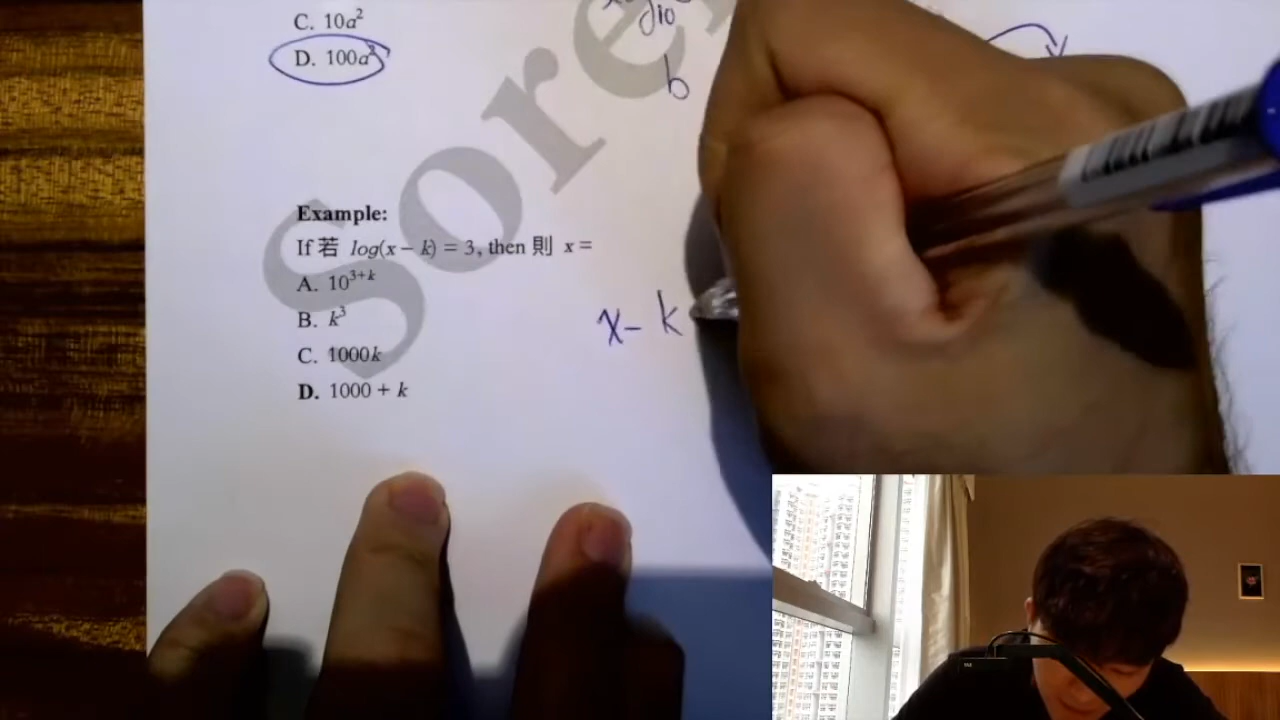 C. 10a²
D. 100a²
b
Example:
If 若 log(x − k) = 3, then 則 x =
A. 10³⁺ᵏ
B. k³
C. 1000k
D. 1000 + k
x - k